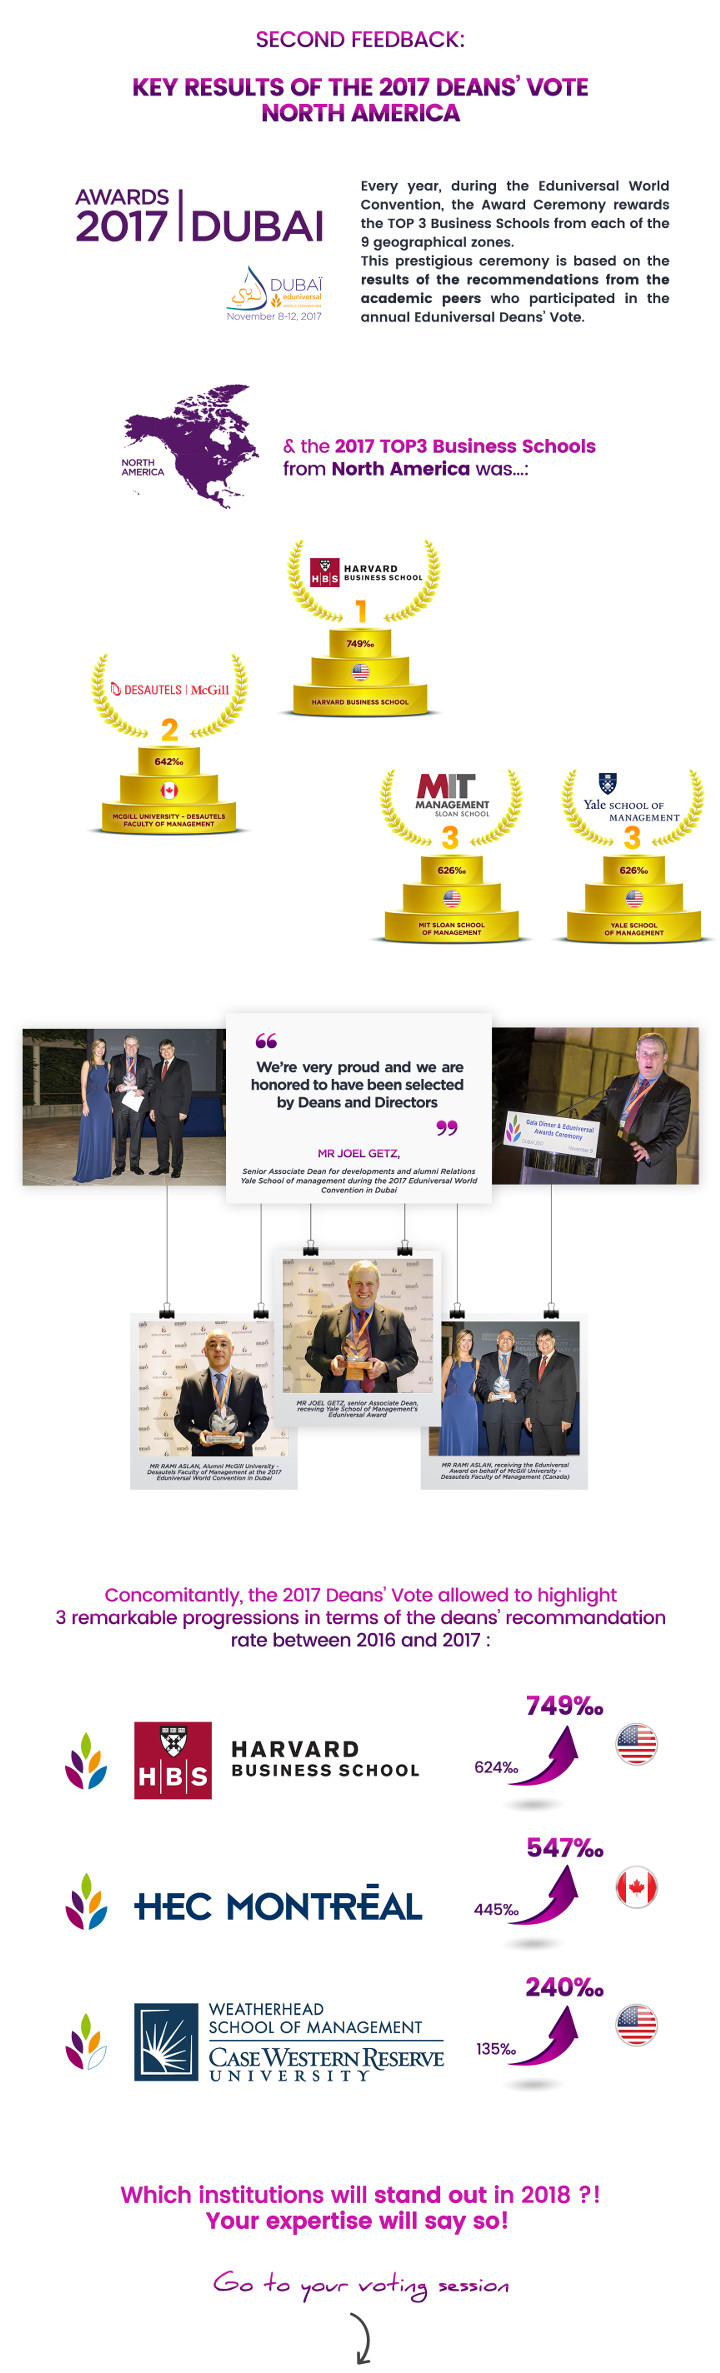 SECOND FEEDBACK:
KEY RESULTS OF THE 2017 DEANS' VOTE
NORTH AMERICA
AWARDS
2017 | DUBAI
DUBAÏ
eduniversal
November 8-12, 2017
Every year, during the Eduniversal World
Convention, the Award Ceremony rewards
the TOP 3 Business Schools from each of the
9 geographical zones.
This prestigious ceremony is based on the
results of the recommendations from the
academic peers who participated in the
annual Eduniversal Deans' Vote.
NORTH
AMERICA
& the 2017 TOP3 Business Schools
from North America was...:
HBS
HARVARD
BUSINESS SCHOOL
1
749‰
HARVARD BUSINESS SCHOOL
DESAUTELS | McGill
2
642‰
MCGILL UNIVERSITY - DESAUTELS
FACULTY OF MANAGEMENT
MIT
MANAGEMENT
SLOAN SCHOOL
3
626‰
MIT SLOAN SCHOOL
OF MANAGEMENT
Yale SCHOOL OF
MANAGEMENT
3
626‰
YALE SCHOOL
OF MANAGEMENT
“
We're very proud and we are
honored to have been selected
by Deans and Directors
”
MR JOEL GETZ,
Senior Associate Dean for developments and alumni Relations
Yale School of management during the 2017 Eduniversal World
Convention in Dubai
Gala Dinner & Eduniversal
Awards Ceremony
DUBAI 2017
November 9
MR JOEL GETZ, senior Associate Dean,
receving Yale School of Management's
Eduniversal Award
MR RAMI ASLAN, Alumni McGill University -
Desautels Faculty of Management at the 2017
Eduniversal World Convention in Dubai
MR RAMI ASLAN, receiving the Eduniversal
Award on behalf of McGill University -
Desautels Faculty of Management (Canada)
Concomitantly, the 2017 Deans' Vote allowed to highlight
3 remarkable progressions in terms of the deans' recommandation
rate between 2016 and 2017 :
HBS
HARVARD
BUSINESS SCHOOL
749‰
624‰
HEC MONTRĒAL
547‰
445‰
WEATHERHEAD
SCHOOL OF MANAGEMENT
CASE WESTERN RESERVE
UNIVERSITY
240‰
135‰
Which institutions will stand out in 2018 ?!
Your expertise will say so!
Go to your voting session